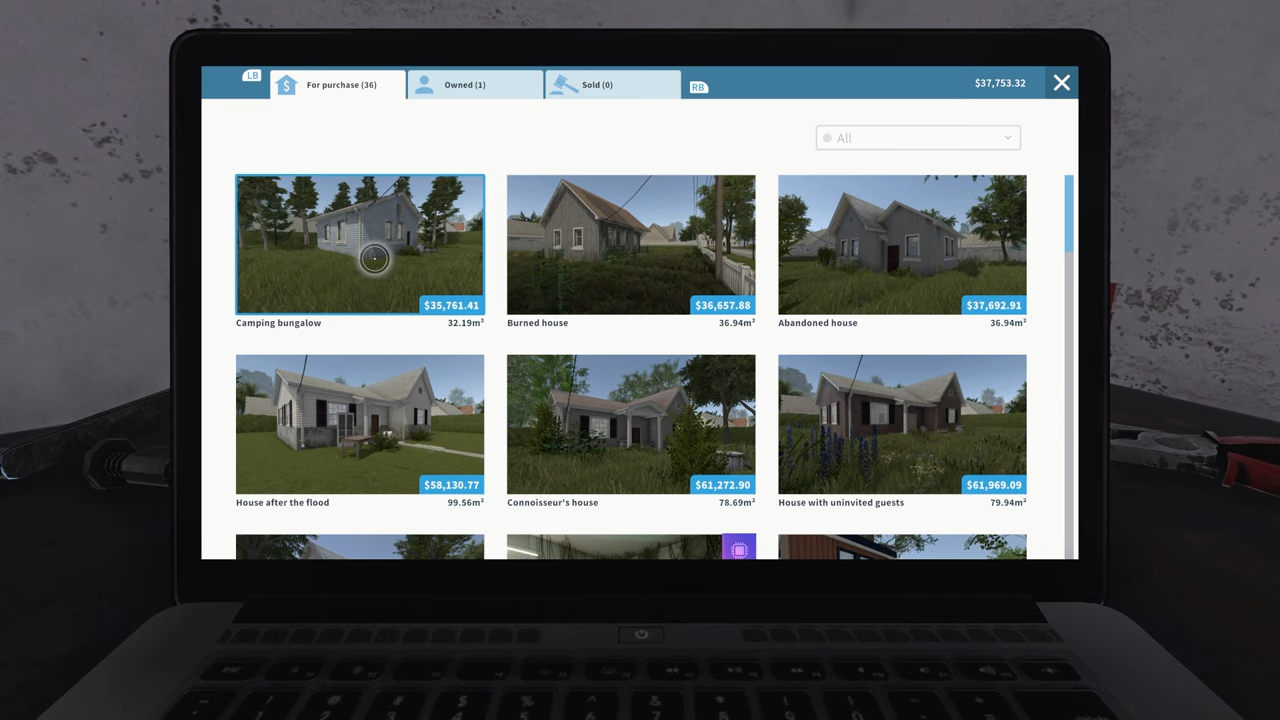 LB
For purchase (36)
Owned (1)
Sold (0)
RB
$37,753.32
All
$35,761.41
$36,657.88
$37,692.91
Camping bungalow
32.19m²
Burned house
36.94m²
Abandoned house
36.94m²
$58,130.77
$61,272.90
$61,969.09
House after the flood
99.56m²
Connoisseur's house
78.69m²
House with uninvited guests
79.94m²